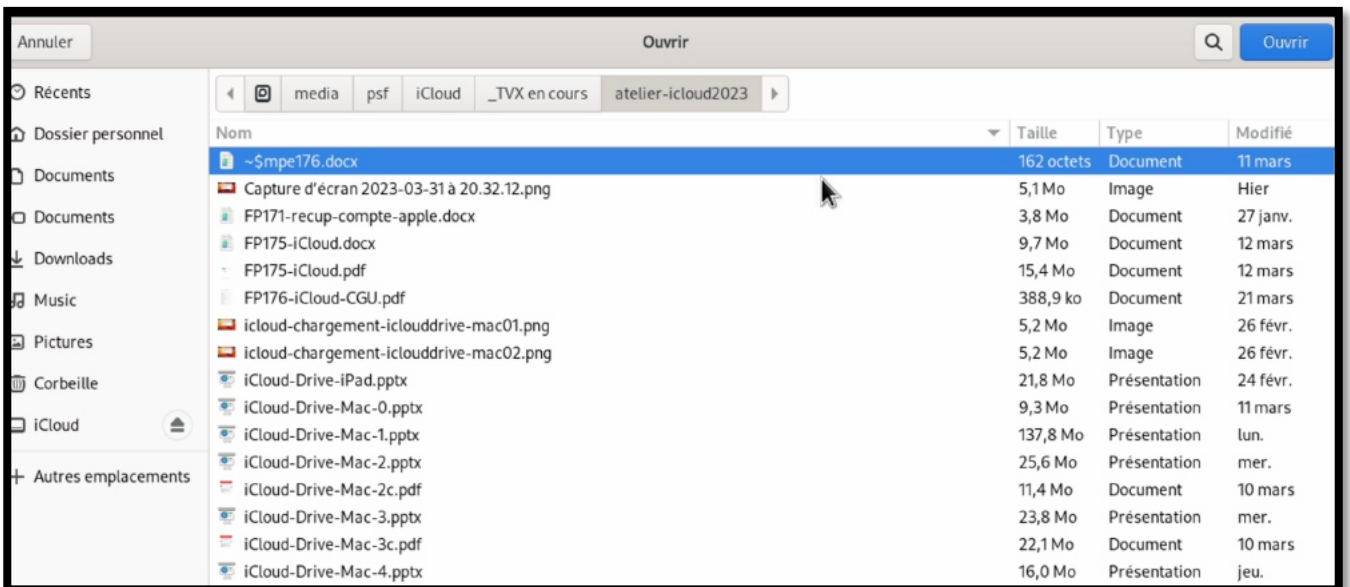 Annuler Ouvrir Ouvrir
Récents
Dossier personnel
Documents
Documents
Downloads
Music
Pictures
Corbeille
iCloud
Autres emplacements
media psf iCloud _TVX en cours atelier-icloud2023
Nom Taille Type Modifié
~$mpe176.docx 162 octets Document 11 mars
Capture d'écran 2023-03-31 à 20.32.12.png 5,1 Mo Image Hier
FP171-recup-compte-apple.docx 3,8 Mo Document 27 janv.
FP175-iCloud.docx 9,7 Mo Document 12 mars
FP175-iCloud.pdf 15,4 Mo Document 12 mars
FP176-iCloud-CGU.pdf 388,9 ko Document 21 mars
icloud-chargement-iclouddrive-mac01.png 5,2 Mo Image 26 févr.
icloud-chargement-iclouddrive-mac02.png 5,2 Mo Image 26 févr.
iCloud-Drive-iPad.pptx 21,8 Mo Présentation 24 févr.
iCloud-Drive-Mac-0.pptx 9,3 Mo Présentation 11 mars
iCloud-Drive-Mac-1.pptx 137,8 Mo Présentation lun.
iCloud-Drive-Mac-2.pptx 25,6 Mo Présentation mer.
iCloud-Drive-Mac-2c.pdf 11,4 Mo Document 10 mars
iCloud-Drive-Mac-3.pptx 23,8 Mo Présentation mer.
iCloud-Drive-Mac-3c.pdf 22,1 Mo Document 10 mars
iCloud-Drive-Mac-4.pptx 16,0 Mo Présentation jeu.